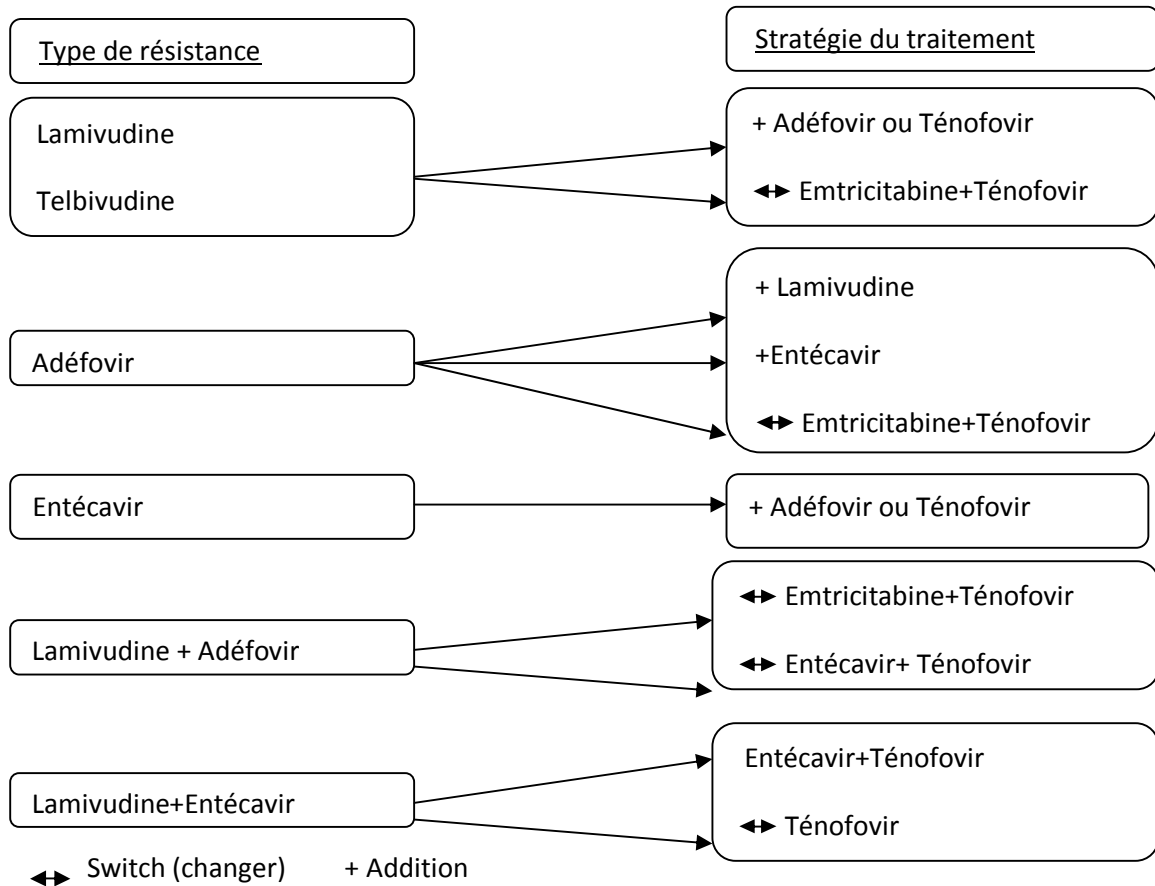 Type de résistance
Stratégie du traitement
Lamivudine
Telbivudine
+ Adéfovir ou Ténofovir
↔ Emtricitabine+Ténofovir
Adéfovir
+ Lamivudine
+Entécavir
↔ Emtricitabine+Ténofovir
Entécavir
+ Adéfovir ou Ténofovir
Lamivudine + Adéfovir
↔ Emtricitabine+Ténofovir
↔ Entécavir+ Ténofovir
Lamivudine+Entécavir
Entécavir+Ténofovir
↔ Ténofovir
↔ Switch (changer) + Addition